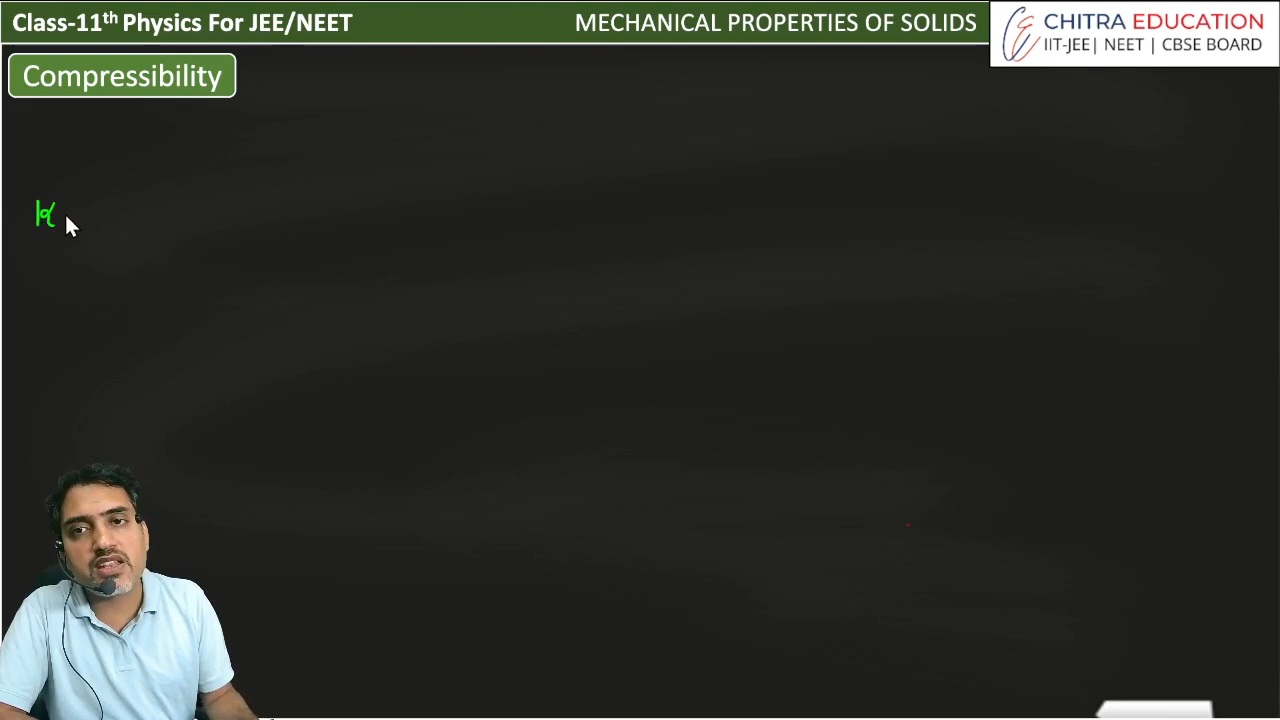 Class-11th Physics For JEE/NEET
MECHANICAL PROPERTIES OF SOLIDS
CHITRA EDUCATION
IIT-JEE| NEET | CBSE BOARD
Compressibility
K